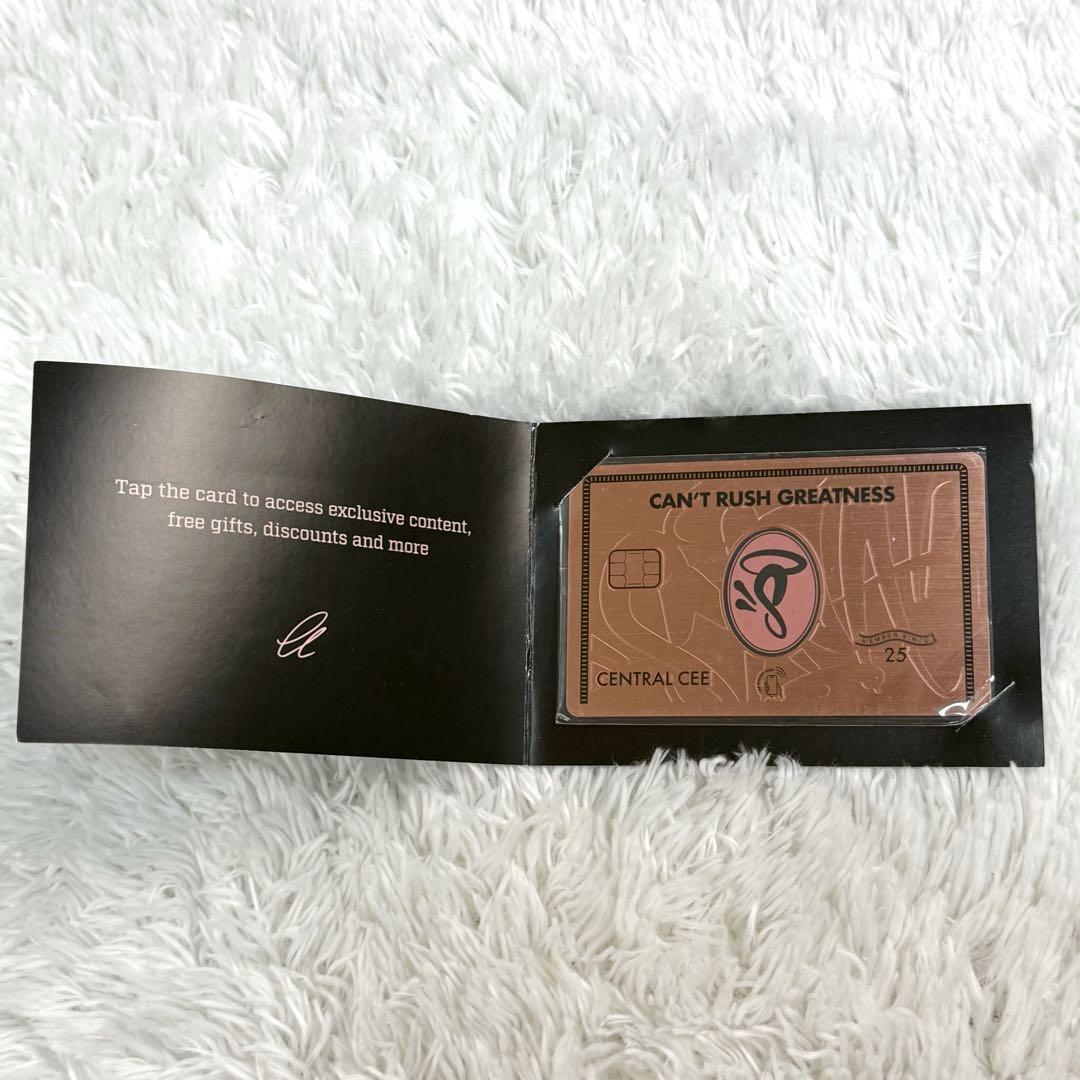 Tap the card to access exclusive content,
free gifts, discounts and more
CAN'T RUSH GREATNESS
MEMBER SINCE
25
CENTRAL CEE